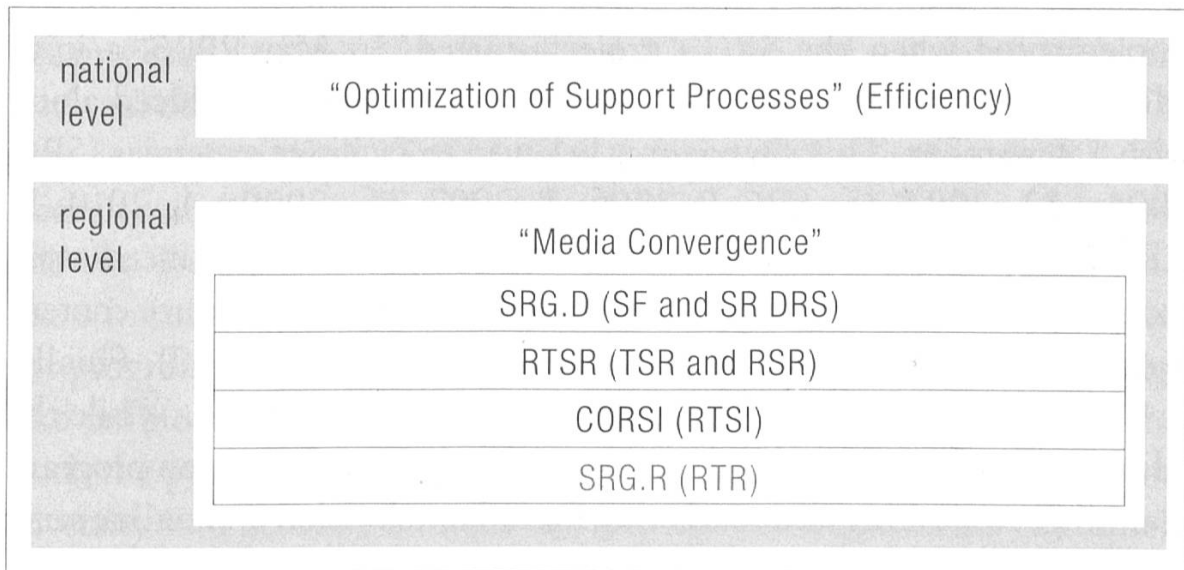 national
level
“Optimization of Support Processes” (Efficiency)
regional
level
“Media Convergence”
SRG.D (SF and SR DRS)
RTSR (TSR and RSR)
CORSI (RTSI)
SRG.R (RTR)